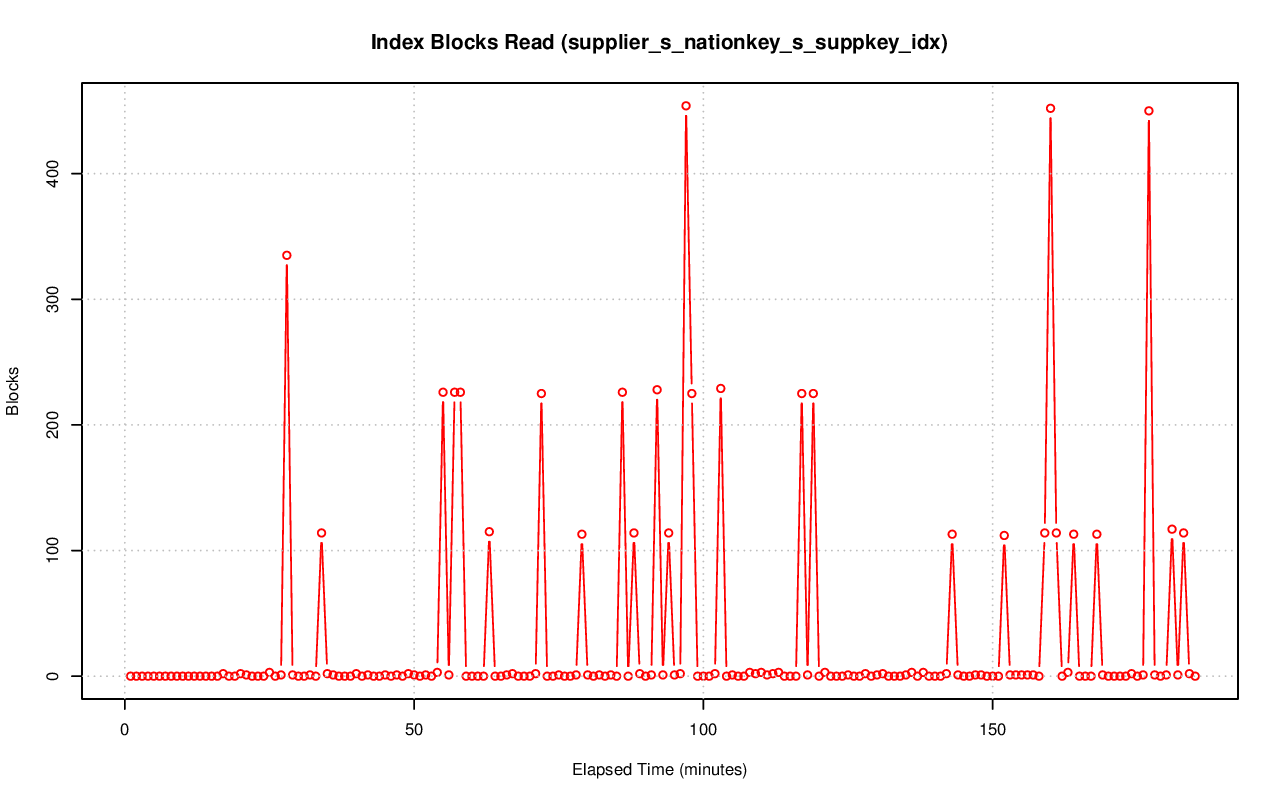 Index Blocks Read (supplier_s_nationkey_s_suppkey_idx)
Blocks
400
300
200
100
0
0 50 100 150
Elapsed Time (minutes)